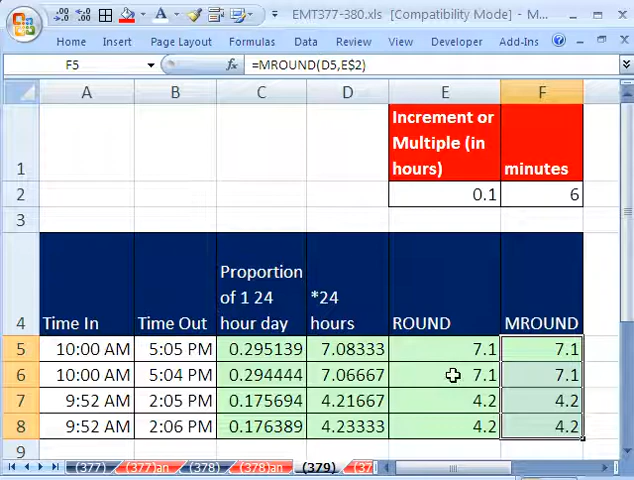 EMT377-380.xls [Compatibility Mode] - M...
Home Insert Page Layout Formulas Data Review View Developer Add-Ins
F5 fx =MROUND(D5,E$2)
A B C D E F
Increment or
Multiple (in
hours) minutes
1
2 0.1 6
3
Proportion
of 1 24 *24
4 Time In Time Out hour day hours ROUND MROUND
5 10:00 AM 5:05 PM 0.295139 7.08333 7.1 7.1
6 10:00 AM 5:04 PM 0.294444 7.06667 7.1 7.1
7 9:52 AM 2:05 PM 0.175694 4.21667 4.2 4.2
8 9:52 AM 2:06 PM 0.176389 4.23333 4.2 4.2
9
(377) (377)an (378) (378)an (379) (37